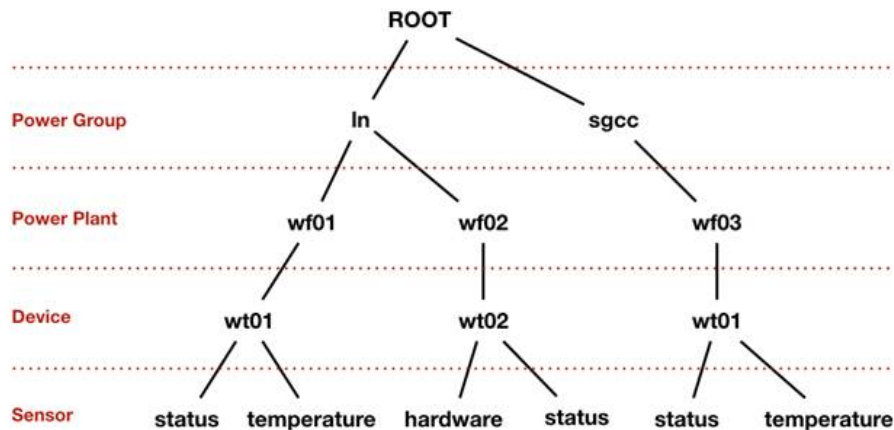 ROOT
Power Group ln sgcc
Power Plant wf01 wf02 wf03
Device wt01 wt02 wt01
Sensor status temperature hardware status status temperature